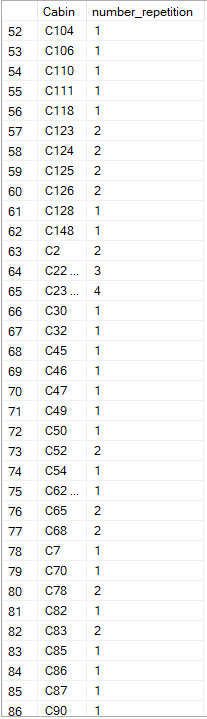 Cabin number_repetition
52 C104 1
53 C106 1
54 C110 1
55 C111 1
56 C118 1
57 C123 2
58 C124 2
59 C125 2
60 C126 2
61 C128 1
62 C148 1
63 C2 2
64 C22 ... 3
65 C23 ... 4
66 C30 1
67 C32 1
68 C45 1
69 C46 1
70 C47 1
71 C49 1
72 C50 1
73 C52 2
74 C54 1
75 C62 ... 1
76 C65 2
77 C68 2
78 C7 1
79 C70 1
80 C78 2
81 C82 1
82 C83 2
83 C85 1
84 C86 1
85 C87 1
86 C90 1